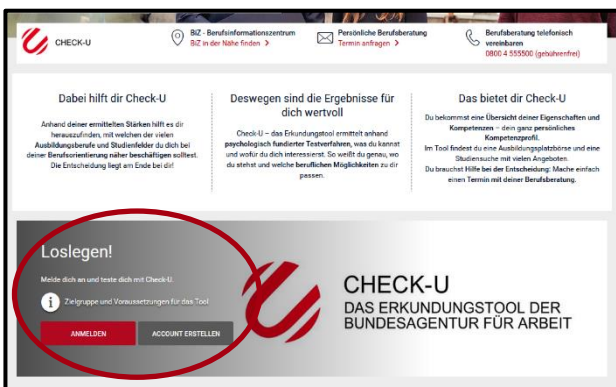 CHECK-U
BiZ - Berufsinformationszentrum
BiZ in der Nähe finden >
Persönliche Berufsberatung
Termin anfragen >
Berufsberatung telefonisch
vereinbaren
0800 4 555500 (gebührenfrei)
Dabei hilft dir Check-U
Anhand deiner ermittelten Stärken hilft es dir
herauszufinden, mit welchen der vielen
Ausbildungsberufe und Studienfelder du dich bei
deiner Berufsorientierung näher beschäftigen solltest.
Die Entscheidung liegt am Ende bei dir!
Deswegen sind die Ergebnisse für
dich wertvoll
Check-U – das Erkundungstool ermittelt anhand
psychologisch fundierter Testverfahren, was du kannst
und wofür du dich interessierst. So weißt du genau, wo
du stehst und welche beruflichen Möglichkeiten zu dir
passen.
Das bietet dir Check-U
Du bekommst eine Übersicht deiner Eigenschaften und
Kompetenzen – dein ganz persönliches
Kompetenzprofil.
Im Tool findest du eine Ausbildungsplatzbörse und eine
Studiensuche mit vielen Angeboten.
Du brauchst Hilfe bei der Entscheidung: Mache einfach
einen Termin mit deiner Berufsberatung.
Loslegen!
Melde dich an und teste dich mit Check-U.
i Zielgruppe und Voraussetzungen für das Tool
ANMELDEN
ACCOUNT ERSTELLEN
CHECK-U
DAS ERKUNDUNGSTOOL DER
BUNDESAGENTUR FÜR ARBEIT